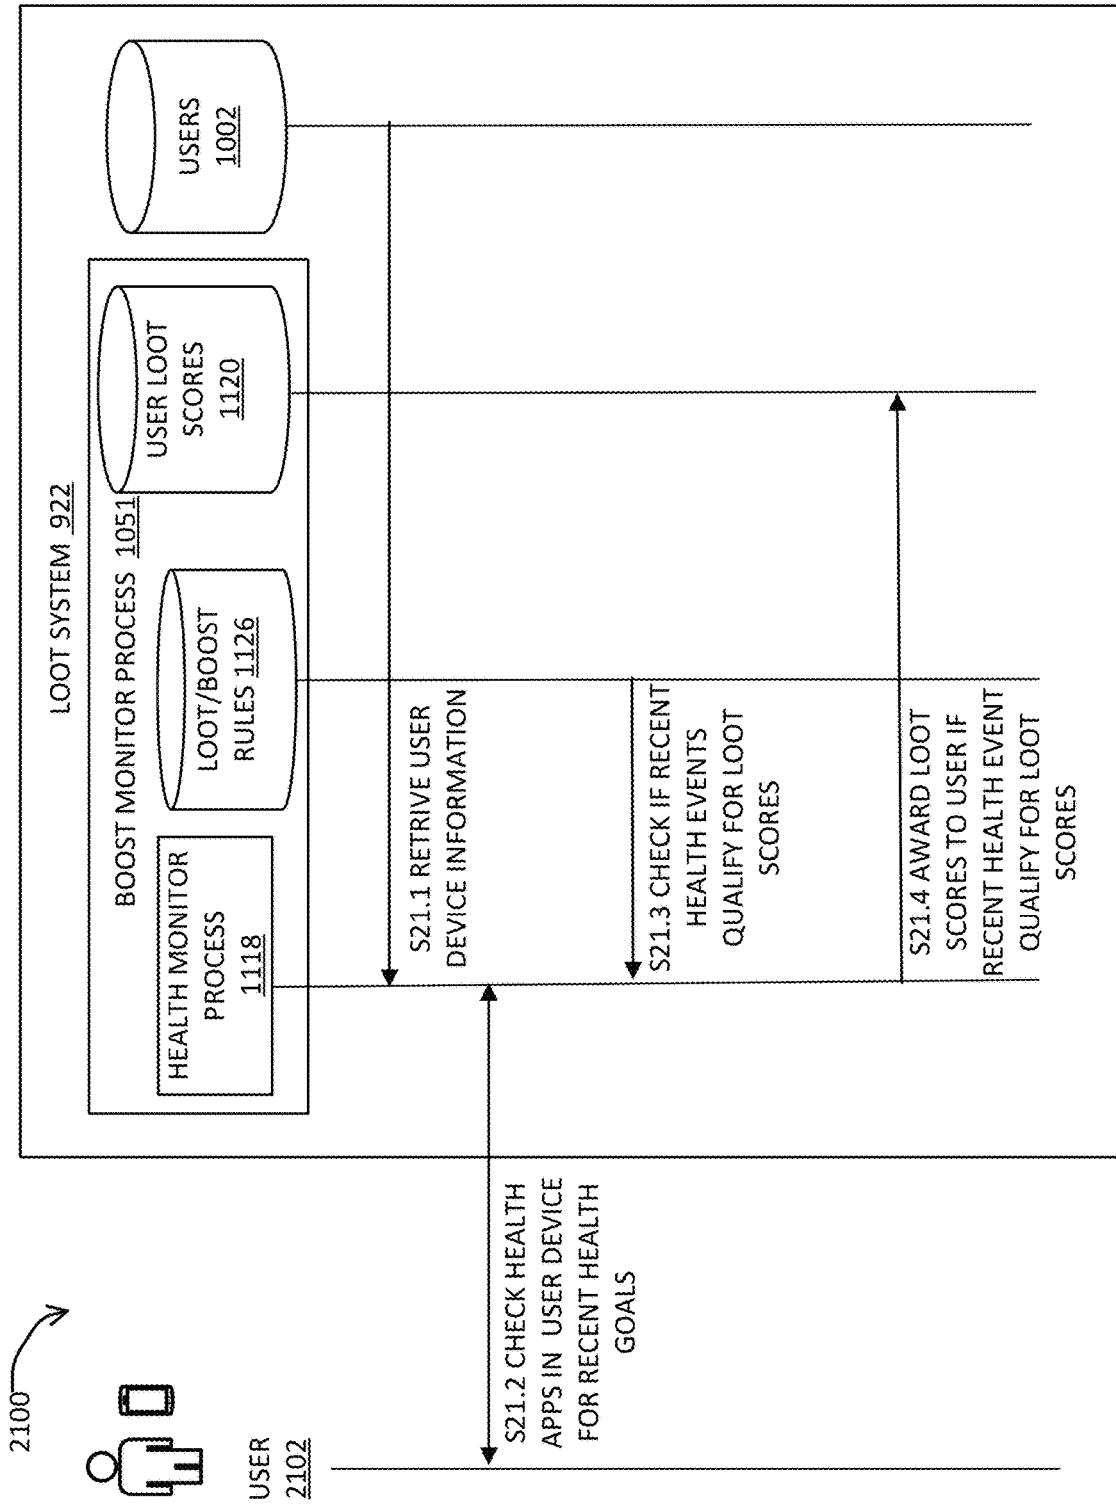 2100
USER
2102
LOOT SYSTEM 922
BOOST MONITOR PROCESS 1051
HEALTH MONITOR
PROCESS
1118
LOOT/BOOST
RULES 1126
USER LOOT
SCORES
1120
USERS
1002
S21.1 RETRIVE USER
DEVICE INFORMATION
S21.2 CHECK HEALTH
APPS IN USER DEVICE
FOR RECENT HEALTH
GOALS
S21.3 CHECK IF RECENT
HEALTH EVENTS
QUALIFY FOR LOOT
SCORES
S21.4 AWARD LOOT
SCORES TO USER IF
RECENT HEALTH EVENT
QUALIFY FOR LOOT
SCORES